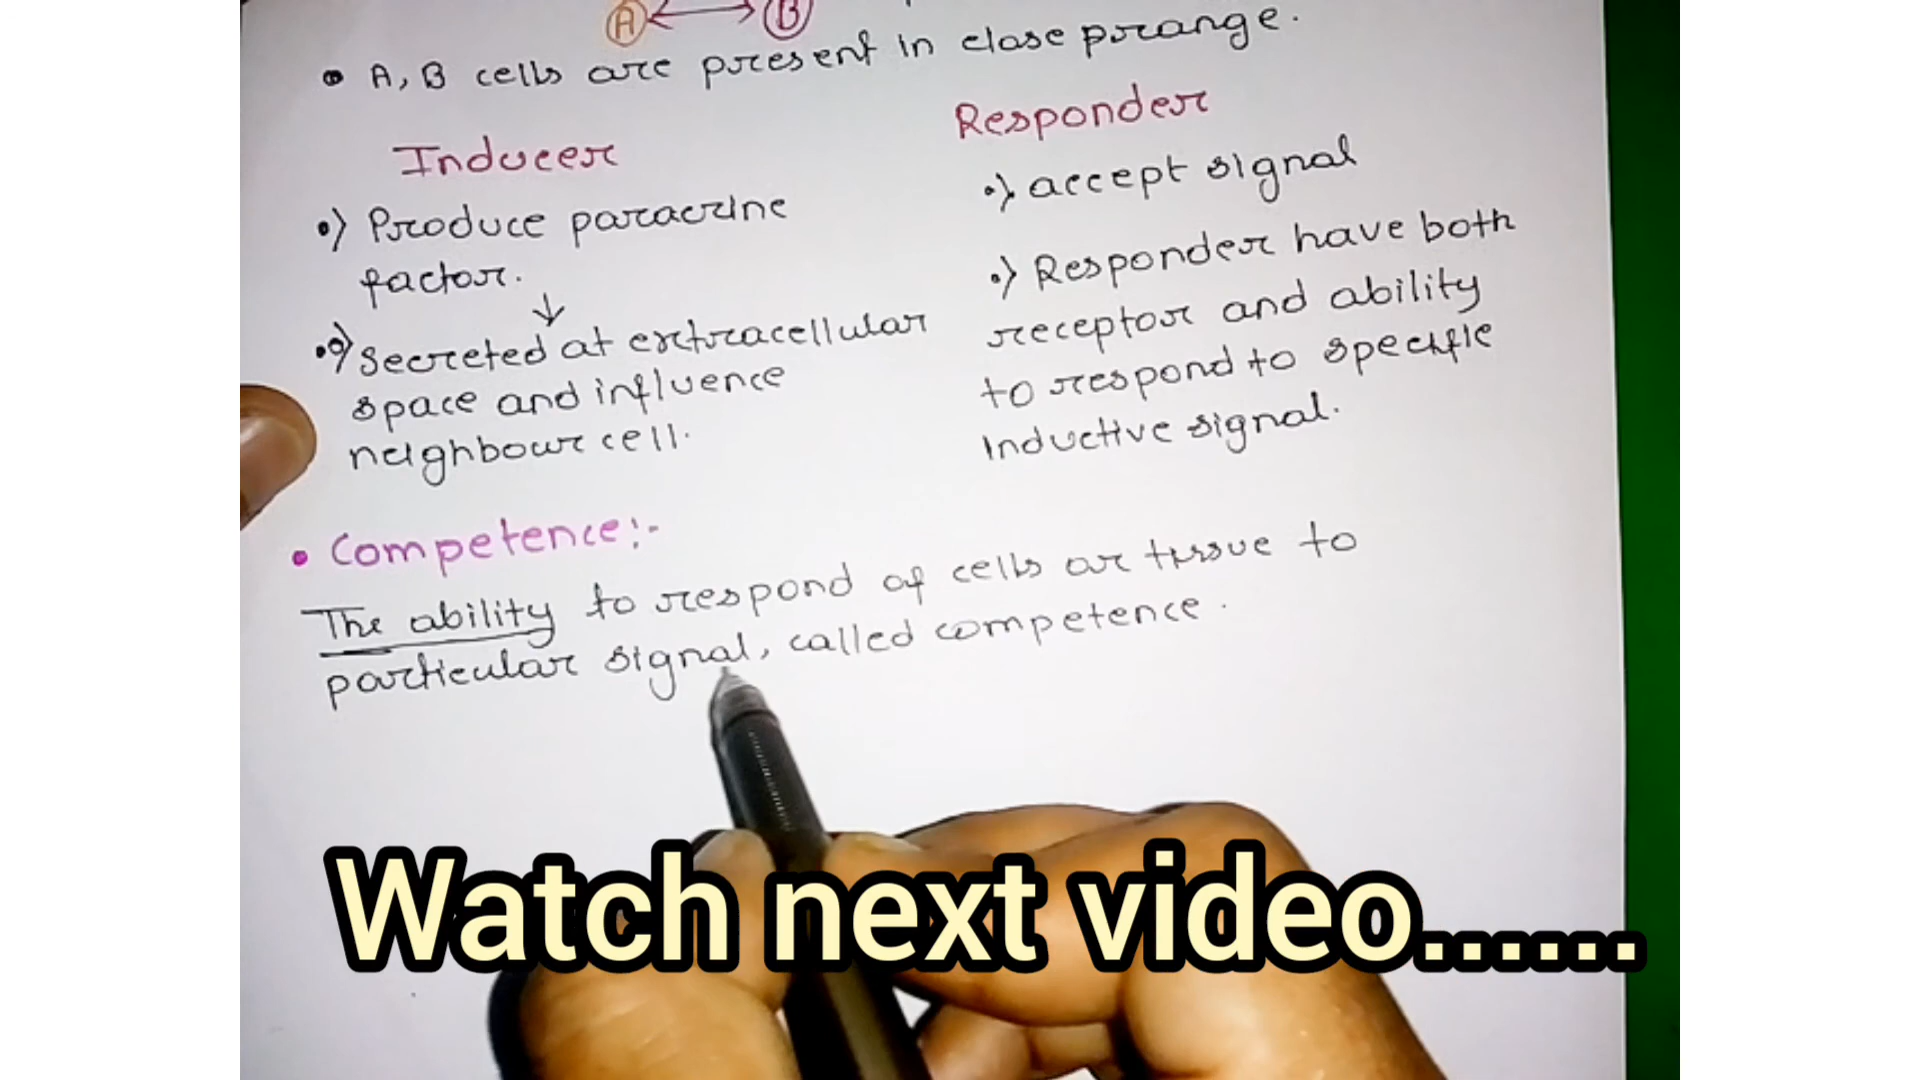 A B
• A, B cells are present in close prange.
Inducer
•) Produce paracrine
factor.
↓
•) Secreted at extracellular
space and influence
neighbour cell.
Responder
•) accept signal
•) Responder have both
receptor and ability
to respond to specific
Inductive signal.
• Competence:-
The ability to respond of cells or tissue to
particular signal, called competence.
Watch next video......